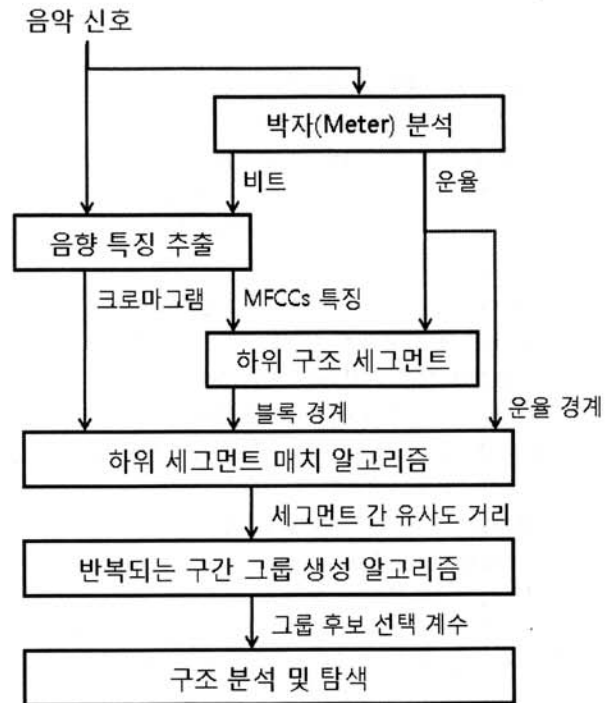 음악 신호
박자(Meter) 분석
비트
운율
음향 특징 추출
크로마그램
MFCCs 특징
하위 구조 세그먼트
블록 경계
운율 경계
하위 세그먼트 매치 알고리즘
세그먼트 간 유사도 거리
반복되는 구간 그룹 생성 알고리즘
그룹 후보 선택 계수
구조 분석 및 탐색